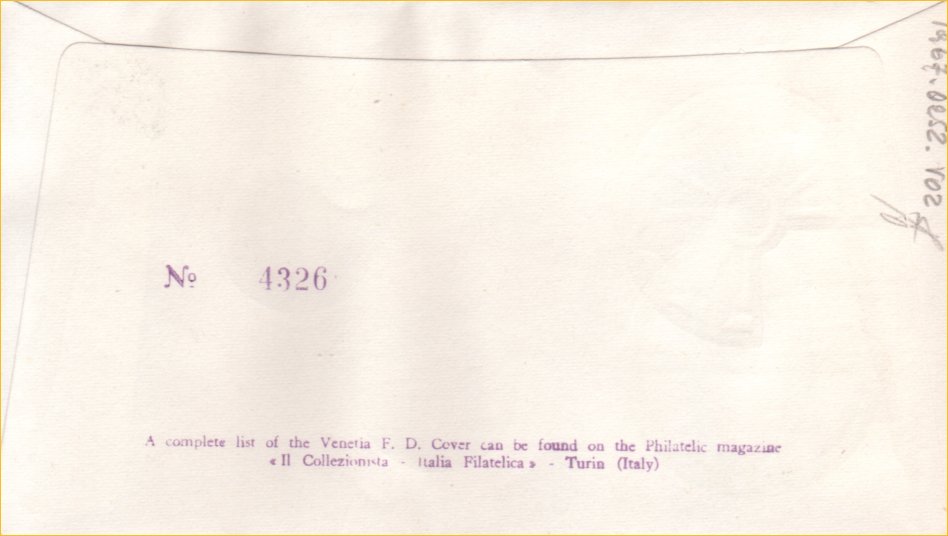 No 4326
A complete list of the Venetia F. D. Cover can be found on the Philatelic magazine
« Il Collezionista - Italia Filatelica » - Turin (Italy)